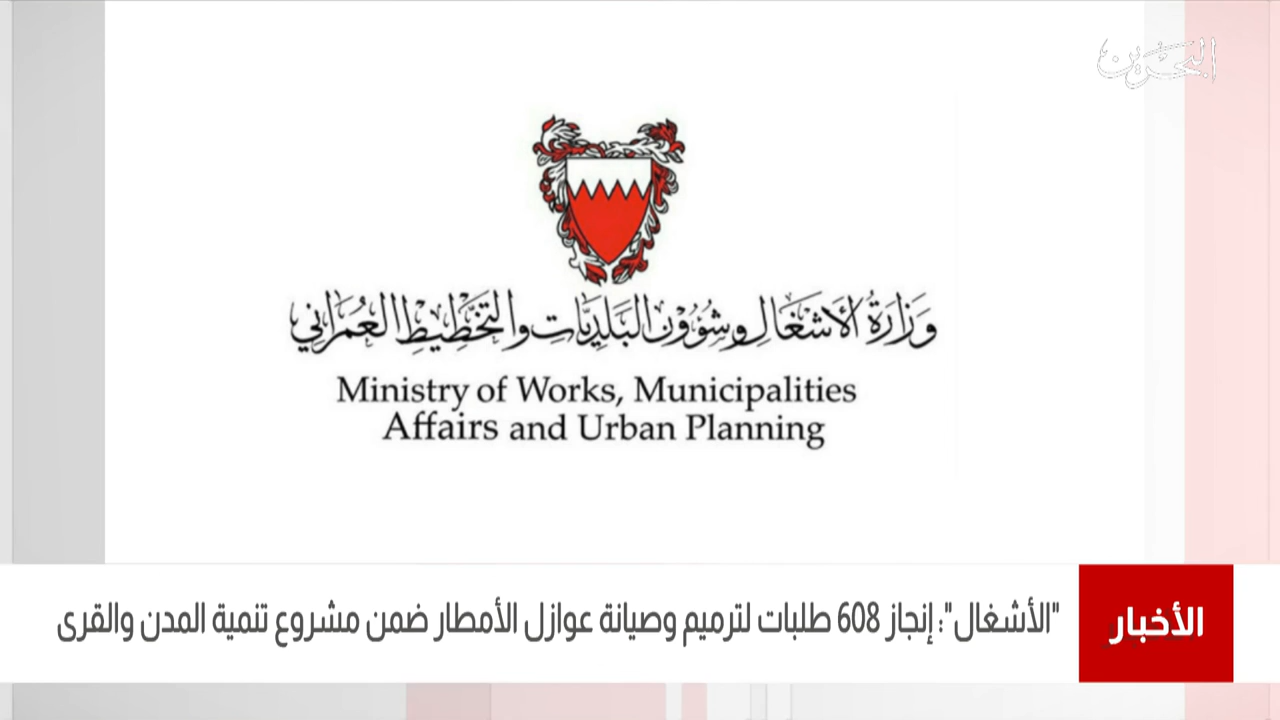 البحرين
وزارة الأشغال وشؤون البلديات والتخطيط العمراني
Ministry of Works, Municipalities
Affairs and Urban Planning
"الأشغال": إنجاز 608 طلبات لترميم وصيانة عوازل الأمطار ضمن مشروع تنمية المدن والقرى
الأخبار